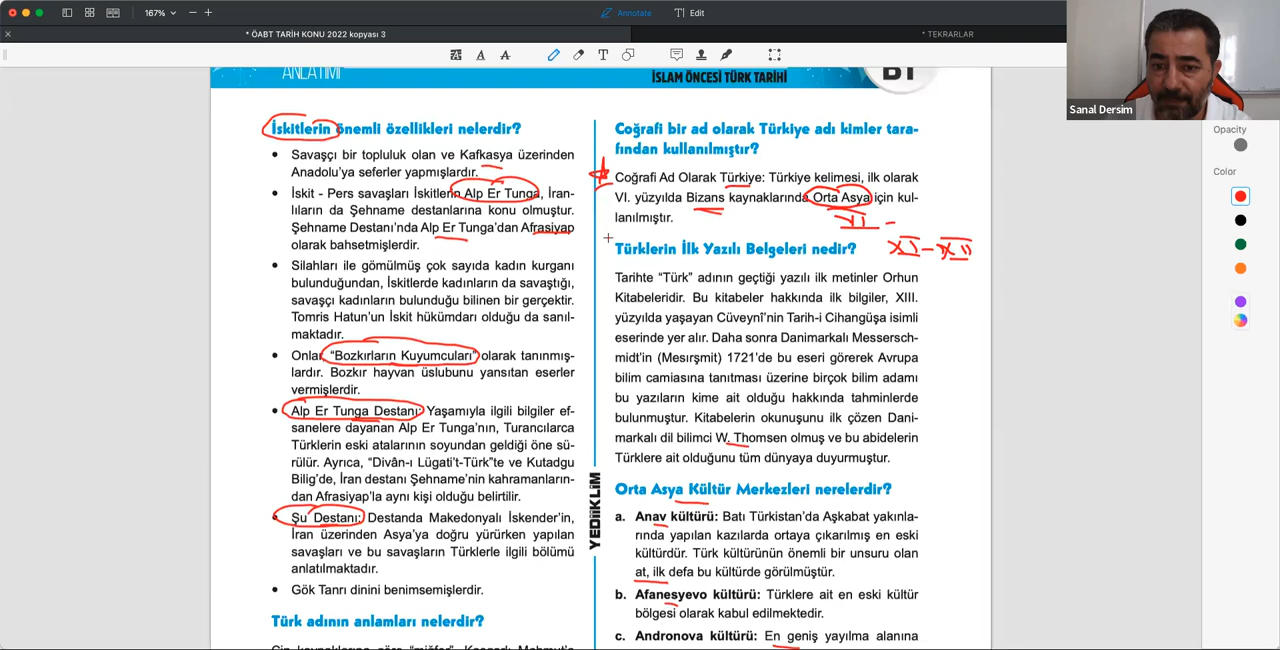 167%
Annotate
Edit
* ÖABT TARİH KONU 2022 kopyası 3
* TEKRARLAR
Sanal Dersim
Opacity
Color
ANLATIMI
İSLAM ÖNCESİ TÜRK TARİHİ
İskitlerin önemli özellikleri nelerdir?
• Savaşçı bir topluluk olan ve Kafkasya üzerinden
Anadolu'ya seferler yapmışlardır.
• İskit - Pers savaşları İskitlerin Alp Er Tunga, İran-
lıların da Şehname destanlarına konu olmuştur.
Şehname Destanı'nda Alp Er Tunga'dan Afrasiyap
olarak bahsetmişlerdir.
• Silahları ile gömülmüş çok sayıda kadın kurganı
bulunduğundan, İskitlerde kadınların da savaştığı,
savaşçı kadınların bulunduğu bilinen bir gerçektir.
Tomris Hatun'un İskit hükümdarı olduğu da sanıl-
maktadır.
• Onlar "Bozkırların Kuyumcuları" olarak tanınmış-
lardır. Bozkır hayvan üslubunu yansıtan eserler
vermişlerdir.
• Alp Er Tunga Destanı: Yaşamıyla ilgili bilgiler ef-
sanelere dayanan Alp Er Tunga'nın, Turancılarca
Türklerin eski atalarının soyundan geldiği öne sü-
rülür. Ayrıca, "Divân-ı Lügati't-Türk"te ve Kutadgu
Bilig'de, İran destanı Şehname'nin kahramanların-
dan Afrasiyap'la aynı kişi olduğu belirtilir.
• Şu Destanı: Destanda Makedonyalı İskender'in,
İran üzerinden Asya'ya doğru yürürken yapılan
savaşları ve bu savaşların Türklerle ilgili bölümü
anlatılmaktadır.
• Gök Tanrı dinini benimsemişlerdir.
Türk adının anlamları nelerdir?
YEDİİKLİM
Coğrafi bir ad olarak Türkiye adı kimler tara-
fından kullanılmıştır?
Coğrafi Ad Olarak Türkiye: Türkiye kelimesi, ilk olarak
VI. yüzyılda Bizans kaynaklarında Orta Asya için kul-
lanılmıştır.
VI -
XI - XII
Türklerin İlk Yazılı Belgeleri nedir?
Tarihte "Türk" adının geçtiği yazılı ilk metinler Orhun
Kitabeleridir. Bu kitabeler hakkında ilk bilgiler, XIII.
yüzyılda yaşayan Cüveynî'nin Tarih-i Cihangüşa isimli
eserinde yer alır. Daha sonra Danimarkalı Messersch-
midt'in (Mesırşmit) 1721'de bu eseri görerek Avrupa
bilim camiasına tanıtması üzerine birçok bilim adamı
bu yazıların kime ait olduğu hakkında tahminlerde
bulunmuştur. Kitabelerin okunuşunu ilk çözen Dani-
markalı dil bilimci W. Thomsen olmuş ve bu abidelerin
Türklere ait olduğunu tüm dünyaya duyurmuştur.
Orta Asya Kültür Merkezleri nerelerdir?
a. Anav kültürü: Batı Türkistan'da Aşkabat yakınla-
rında yapılan kazılarda ortaya çıkarılmış en eski
kültürdür. Türk kültürünün önemli bir unsuru olan
at, ilk defa bu kültürde görülmüştür.
b. Afanesyevo kültürü: Türklere ait en eski kültür
bölgesi olarak kabul edilmektedir.
c. Andronova kültürü: En geniş yayılma alanına